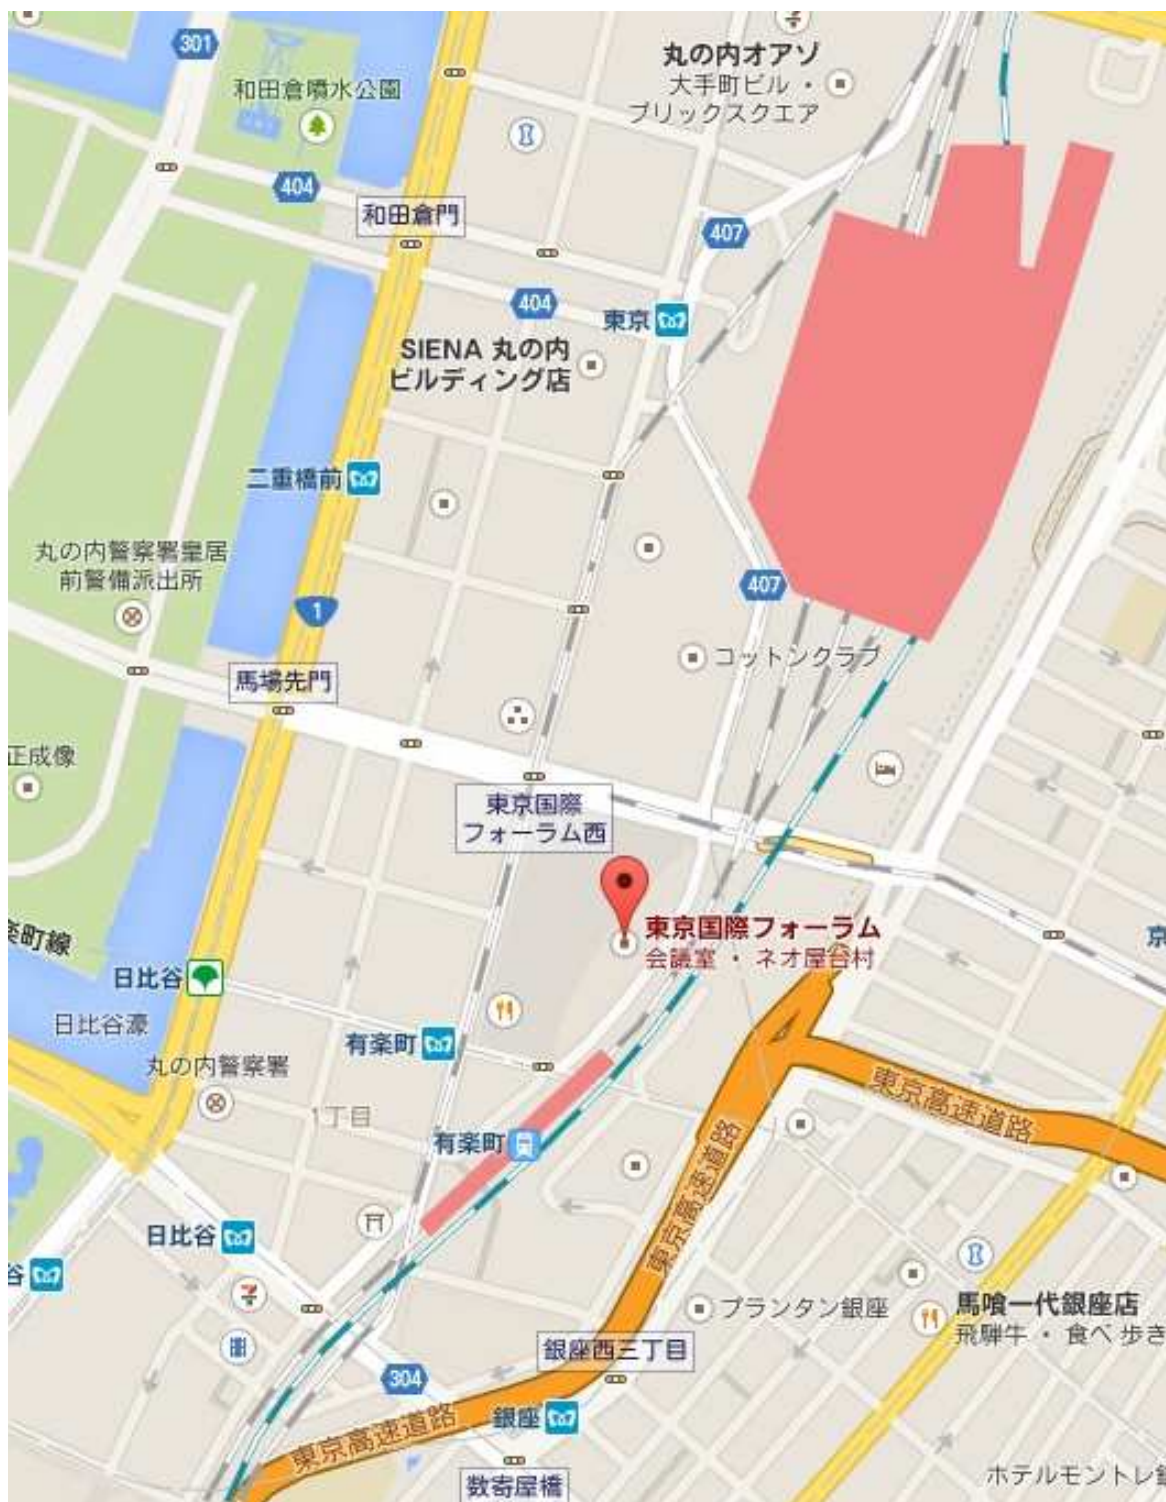 301
丸の内オアゾ
大手町ビル ・
ブリックスクエア
和田倉噴水公園
404
和田倉門
407
404
東京
SIENA 丸の内
ビルディング店
二重橋前
丸の内警察署皇居
前警備派出所
407
1
コットンクラブ
馬場先門
正成像
東京国際
フォーラム西
東京国際フォーラム
会議室 ・ ネオ屋台村
楽町線
京
日比谷
日比谷濠
有楽町
丸の内警察署
1丁目
東京高速道路
有楽町
東京高速道路
日比谷
谷
プランタン銀座
馬喰一代銀座店
飛騨牛 ・ 食べ歩き
銀座西三丁目
304
銀座
東京高速道路
数寄屋橋
ホテルモントレ銀